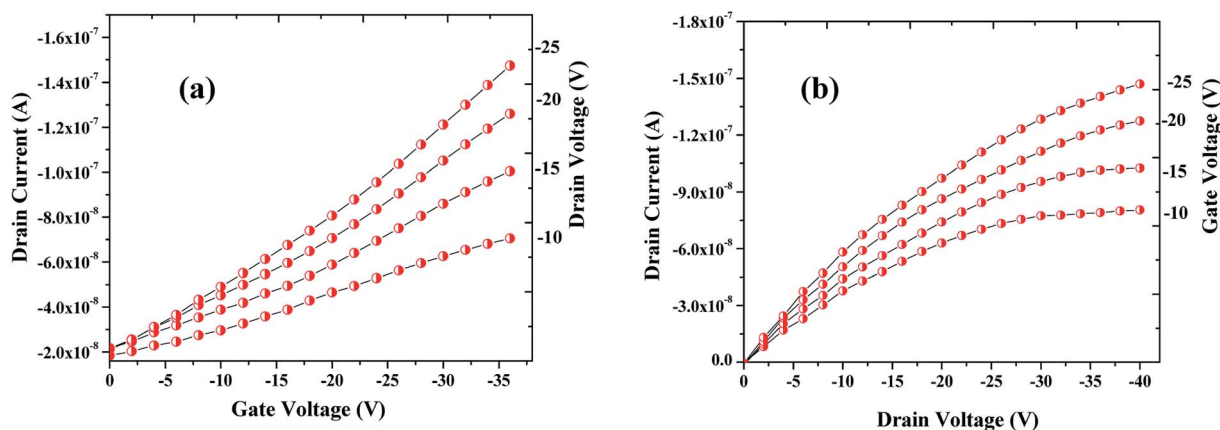 (a)
Drain Current (A)
-1.6x10⁻⁷
-1.4x10⁻⁷
-1.2x10⁻⁷
-1.0x10⁻⁷
-8.0x10⁻⁸
-6.0x10⁻⁸
-4.0x10⁻⁸
-2.0x10⁻⁸
0 -5 -10 -15 -20 -25 -30 -35
Gate Voltage (V)
-25
-20
-15
-10
Drain Voltage (V)
(b)
Drain Current (A)
-1.8x10⁻⁷
-1.5x10⁻⁷
-1.2x10⁻⁷
-9.0x10⁻⁸
-6.0x10⁻⁸
-3.0x10⁻⁸
0.0
0 -5 -10 -15 -20 -25 -30 -35 -40
Drain Voltage (V)
-25
-20
-15
-10
Gate Voltage (V)